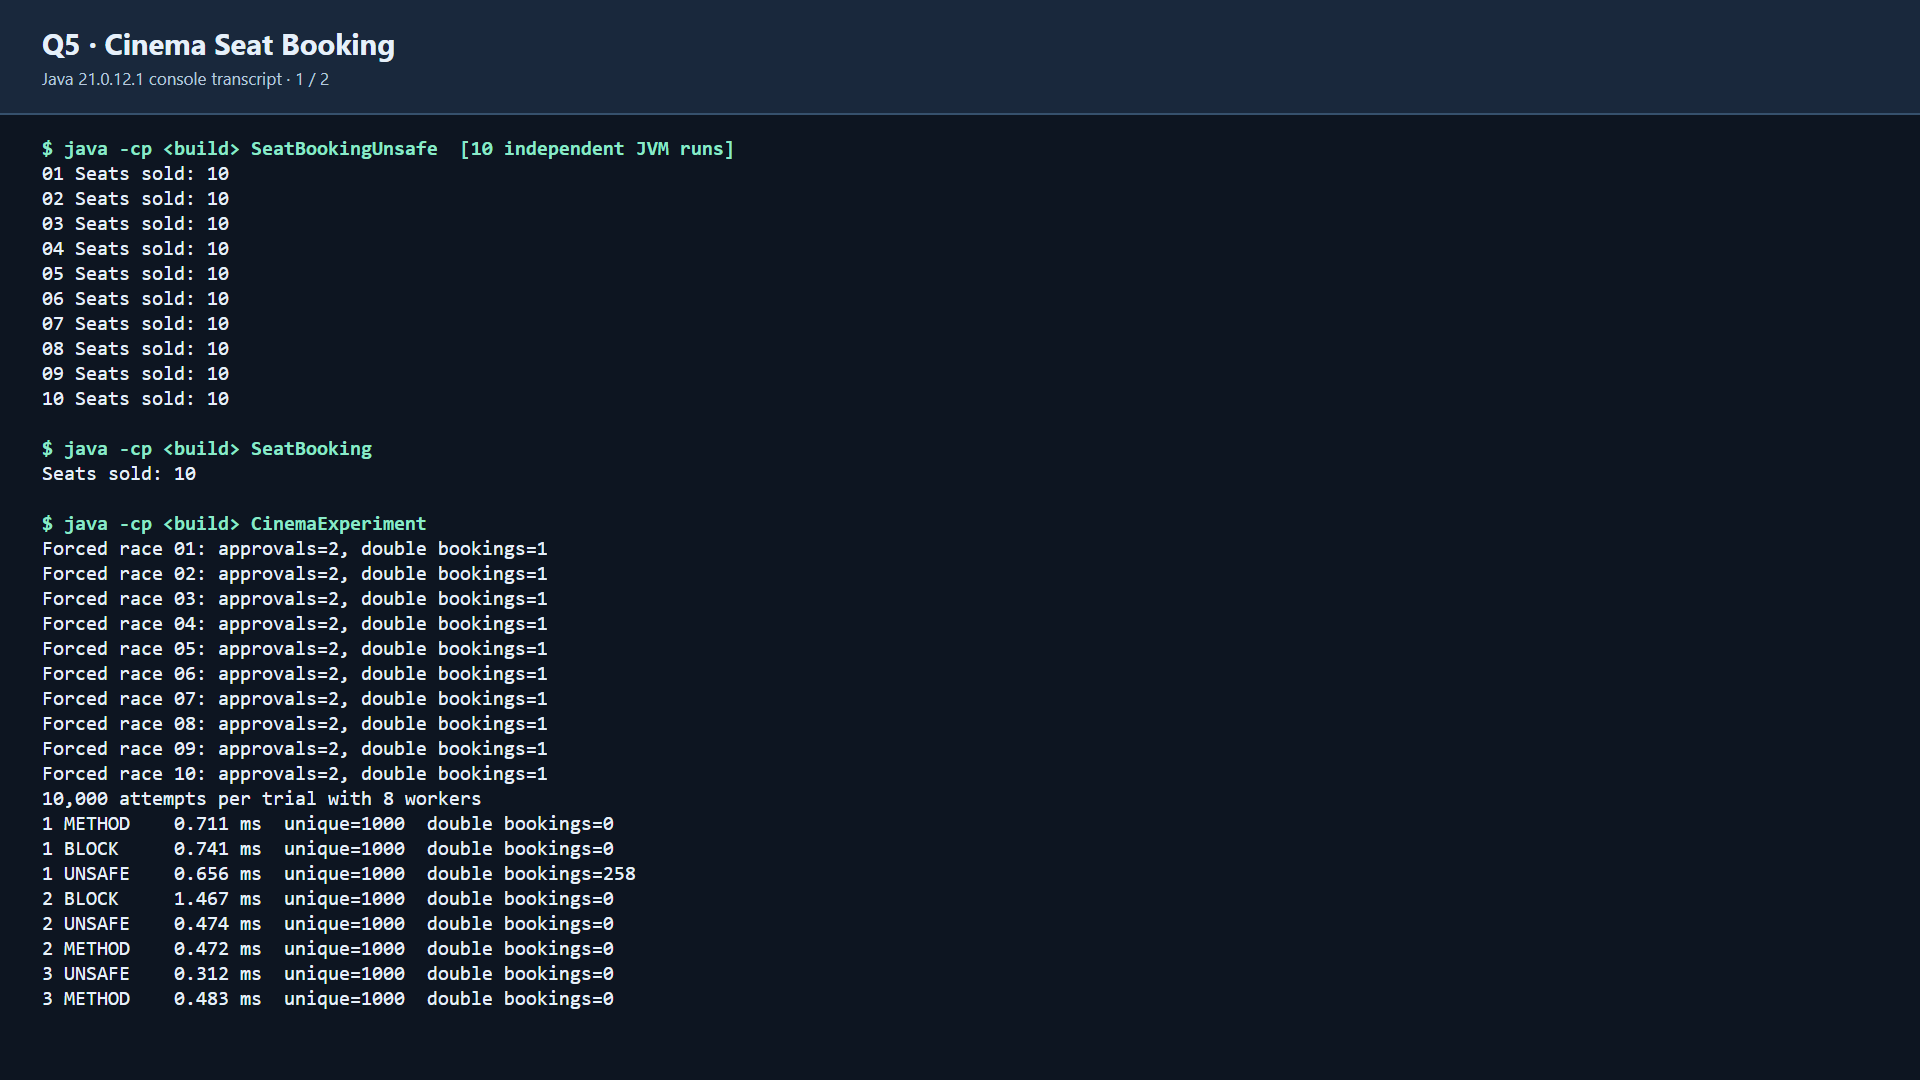 Q5 · Cinema Seat Booking
Java 21.0.12.1 console transcript · 1 / 2
$ java -cp <build> SeatBookingUnsafe  [10 independent JVM runs]
01 Seats sold: 10
02 Seats sold: 10
03 Seats sold: 10
04 Seats sold: 10
05 Seats sold: 10
06 Seats sold: 10
07 Seats sold: 10
08 Seats sold: 10
09 Seats sold: 10
10 Seats sold: 10
$ java -cp <build> SeatBooking
Seats sold: 10
$ java -cp <build> CinemaExperiment
Forced race 01: approvals=2, double bookings=1
Forced race 02: approvals=2, double bookings=1
Forced race 03: approvals=2, double bookings=1
Forced race 04: approvals=2, double bookings=1
Forced race 05: approvals=2, double bookings=1
Forced race 06: approvals=2, double bookings=1
Forced race 07: approvals=2, double bookings=1
Forced race 08: approvals=2, double bookings=1
Forced race 09: approvals=2, double bookings=1
Forced race 10: approvals=2, double bookings=1
10,000 attempts per trial with 8 workers
1 METHOD    0.711 ms  unique=1000  double bookings=0
1 BLOCK     0.741 ms  unique=1000  double bookings=0
1 UNSAFE    0.656 ms  unique=1000  double bookings=258
2 BLOCK     1.467 ms  unique=1000  double bookings=0
2 UNSAFE    0.474 ms  unique=1000  double bookings=0
2 METHOD    0.472 ms  unique=1000  double bookings=0
3 UNSAFE    0.312 ms  unique=1000  double bookings=0
3 METHOD    0.483 ms  unique=1000  double bookings=0